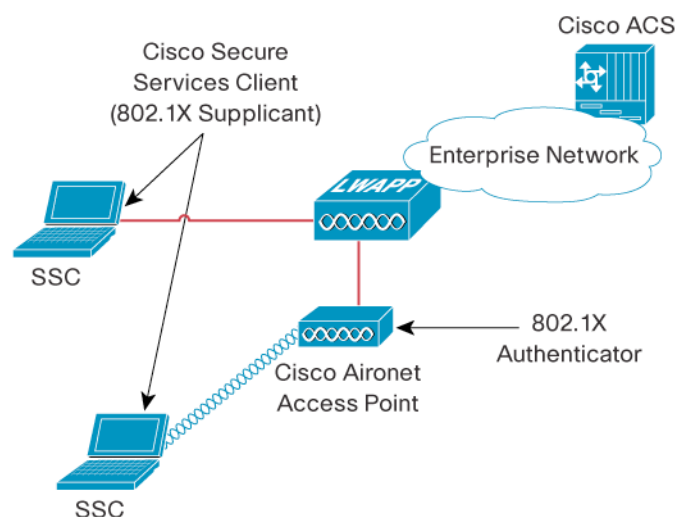 Cisco ACS
Cisco Secure
Services Client
(802.1X Supplicant)
Enterprise Network
LWAPP
SSC
802.1X
Authenticator
Cisco Aironet
Access Point
SSC